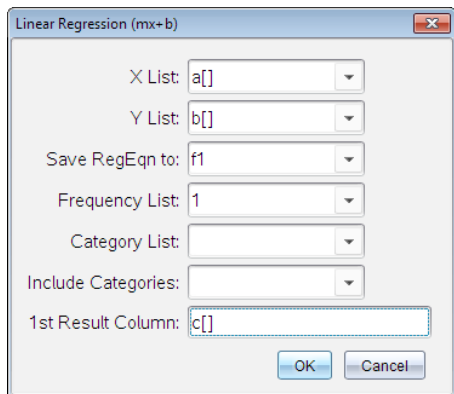 Linear Regression (mx+b)
X List: a[]
Y List: b[]
Save RegEqn to: f1
Frequency List: 1
Category List:
Include Categories:
1st Result Column: c[]
OK Cancel